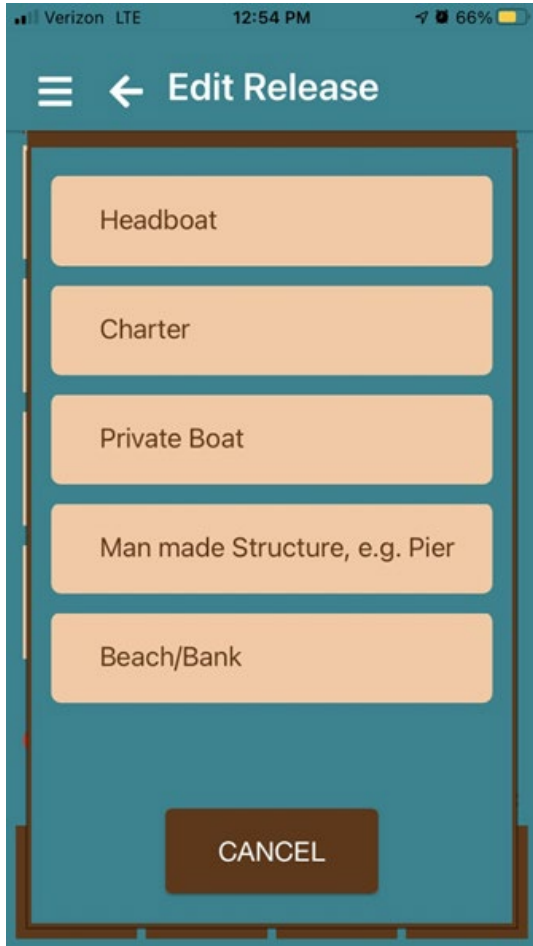 Verizon LTE 12:54 PM 66%
Edit Release
Headboat
Charter
Private Boat
Man made Structure, e.g. Pier
Beach/Bank
CANCEL